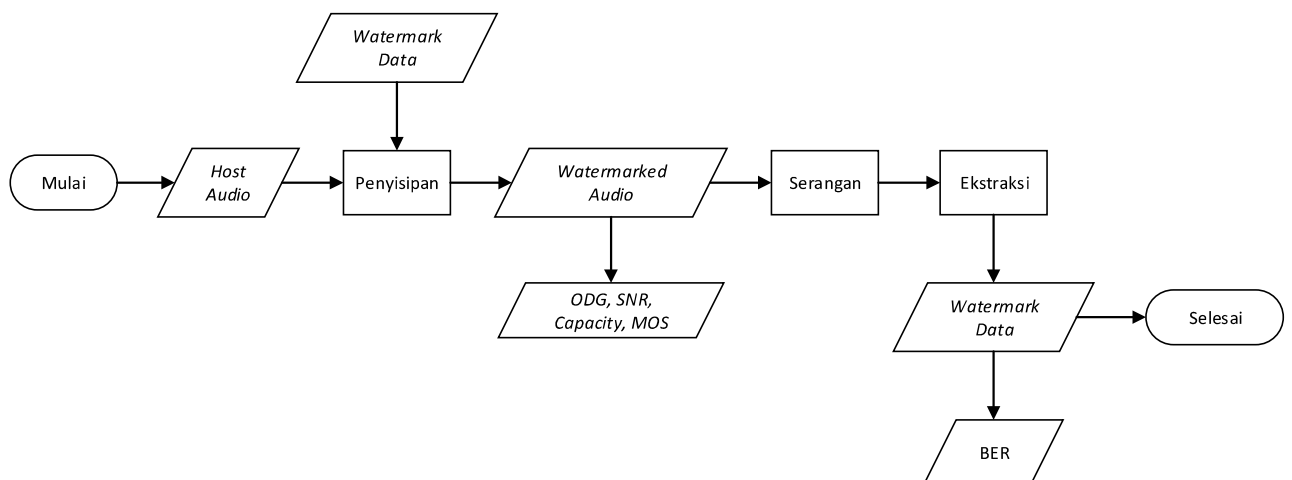 Watermark
Data
Mulai
Host
Audio
Penyisipan
Watermarked
Audio
Serangan
Ekstraksi
ODG, SNR,
Capacity, MOS
Watermark
Data
Selesai
BER